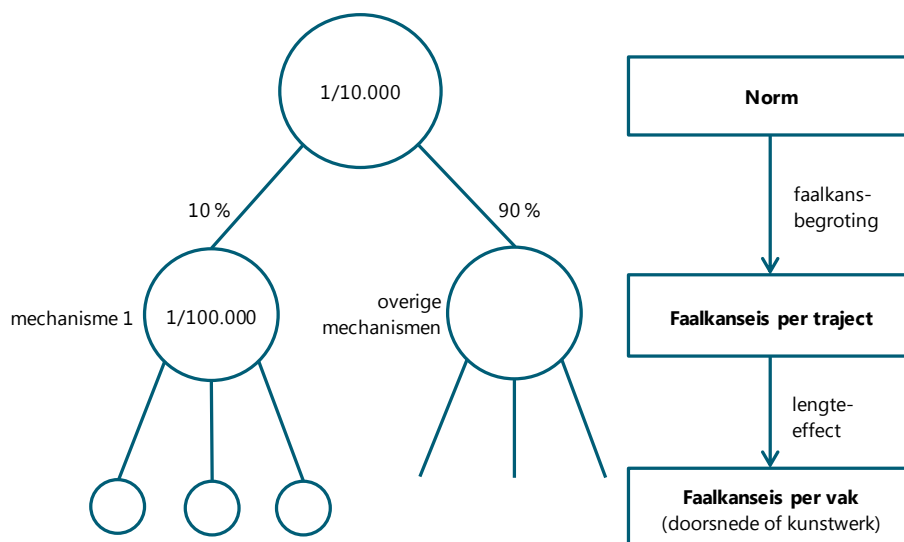 1/10.000
Norm
10 %
90 %
faalkans-
begroting
mechanisme 1
1/100.000
overige
mechanismen
Faalkanseis per traject
lengte-
effect
Faalkanseis per vak
(doorsnede of kunstwerk)